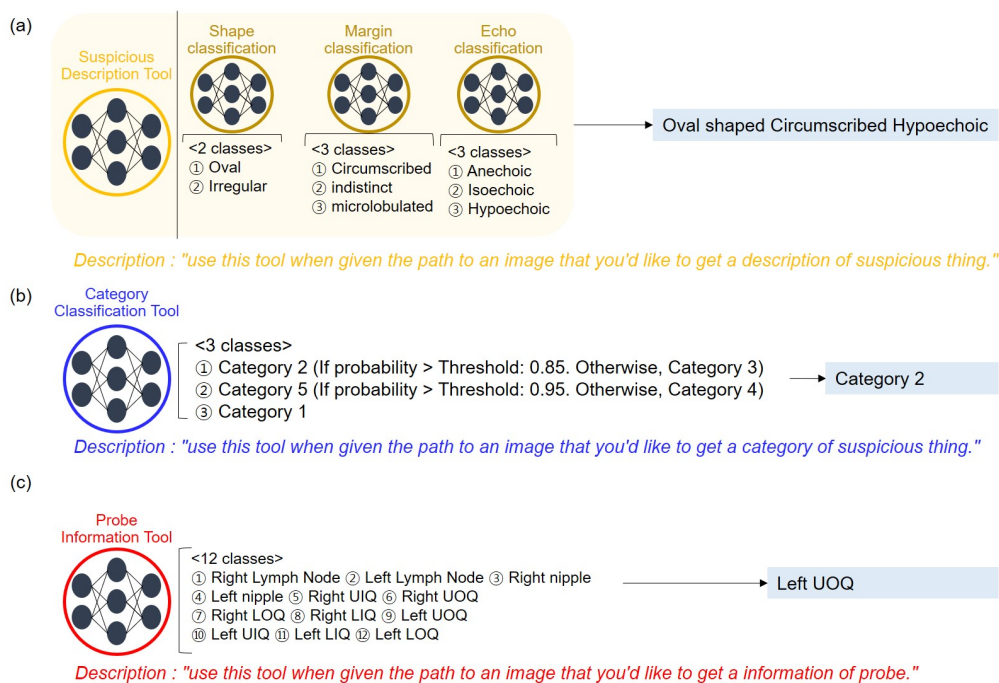 (a)
Suspicious
Description Tool
Shape
classification
<2 classes>
① Oval
② Irregular
Margin
classification
<3 classes>
① Circumscribed
② indistinct
③ microlobulated
Echo
classification
<3 classes>
① Anechoic
② Isoechoic
③ Hypoechoic
Oval shaped Circumscribed Hypoechoic
Description : "use this tool when given the path to an image that you'd like to get a description of suspicious thing."
(b)
Category
Classification Tool
<3 classes>
① Category 2 (If probability > Threshold: 0.85. Otherwise, Category 3)
② Category 5 (If probability > Threshold: 0.95. Otherwise, Category 4)
③ Category 1
Category 2
Description : "use this tool when given the path to an image that you'd like to get a category of suspicious thing."
(c)
Probe
Information Tool
<12 classes>
① Right Lymph Node ② Left Lymph Node ③ Right nipple
④ Left nipple ⑤ Right UIQ ⑥ Right UOQ
⑦ Right LOQ ⑧ Right LIQ ⑨ Left UOQ
⑩ Left UIQ ⑪ Left LIQ ⑫ Left LOQ
Left UOQ
Description : "use this tool when given the path to an image that you'd like to get a information of probe."